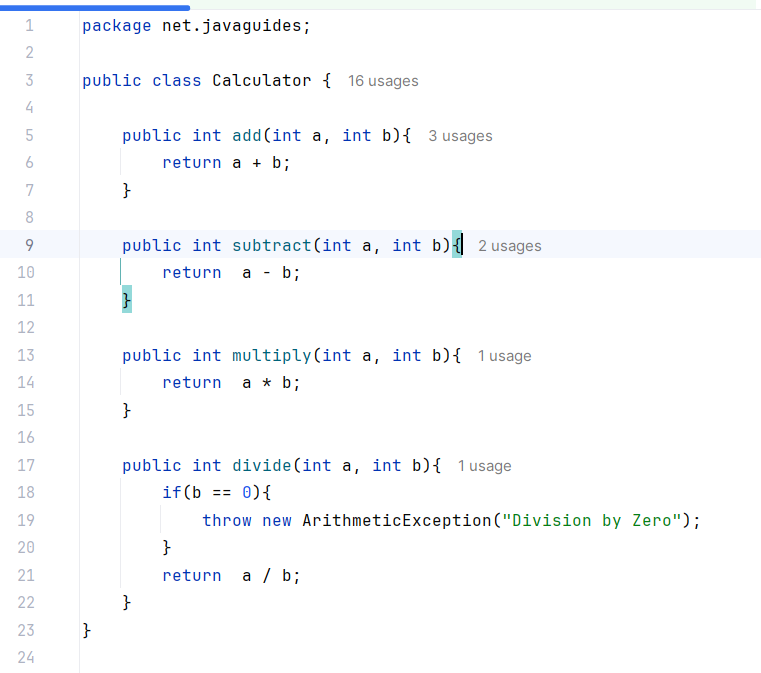 1 package net.javaguides;
2
3 public class Calculator { 16 usages
4
5     public int add(int a, int b){ 3 usages
6         return a + b;
7     }
8
9     public int subtract(int a, int b){ 2 usages
10         return  a - b;
11     }
12
13     public int multiply(int a, int b){ 1 usage
14         return  a * b;
15     }
16
17     public int divide(int a, int b){ 1 usage
18         if(b == 0){
19             throw new ArithmeticException("Division by Zero");
20         }
21         return  a / b;
22     }
23 }
24